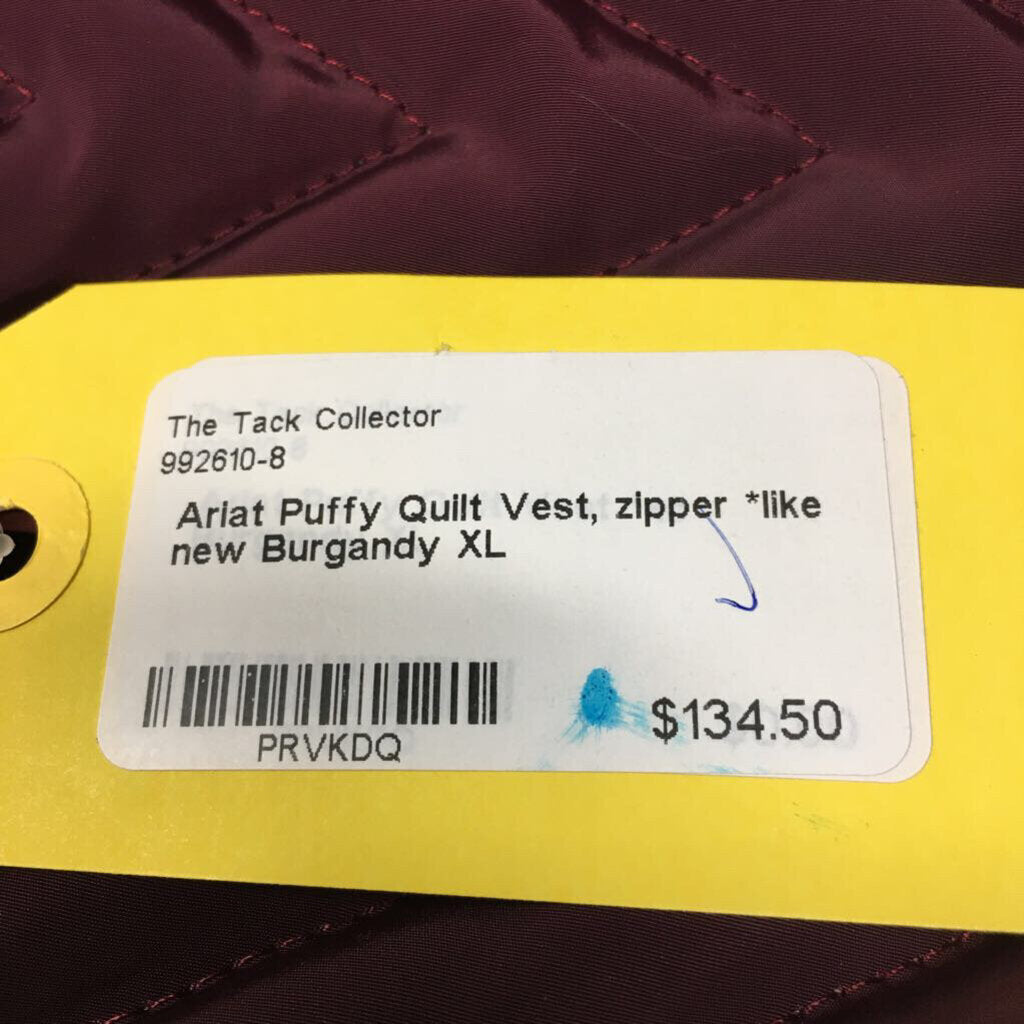 The Tack Collector
992610-8
Ariat Puffy Quilt Vest, zipper *like
new Burgandy XL
PRVKDQ
$134.50